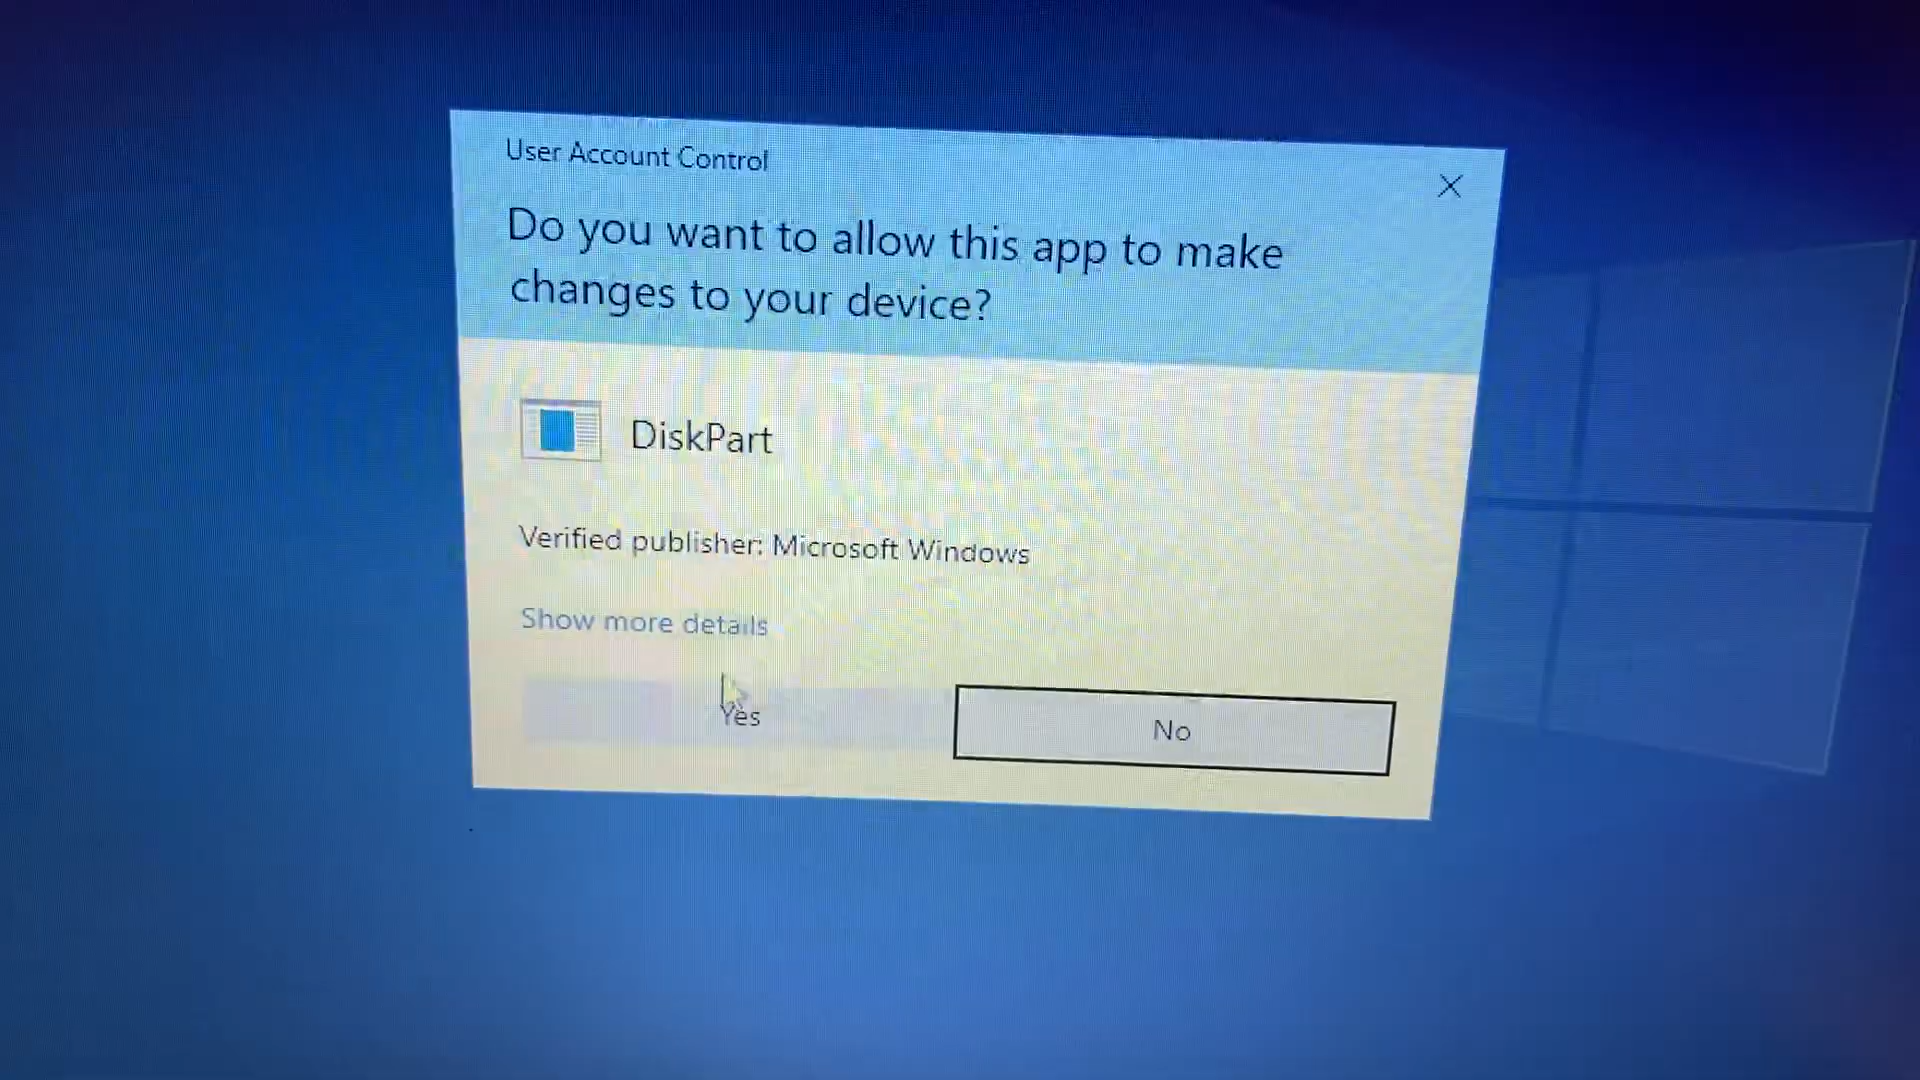 User Account Control
Do you want to allow this app to make
changes to your device?
DiskPart
Verified publisher: Microsoft Windows
Show more details
Yes
No